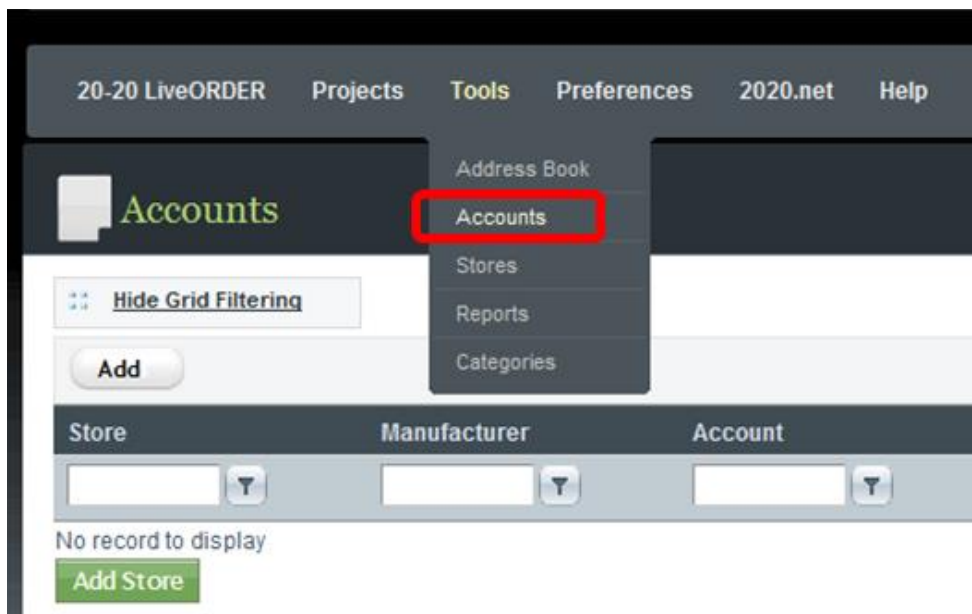 20-20 LiveORDER Projects Tools Preferences 2020.net Help
Address Book
Accounts
Accounts
Stores
Reports
Categories
Hide Grid Filtering
Add
Store Manufacturer Account
No record to display
Add Store